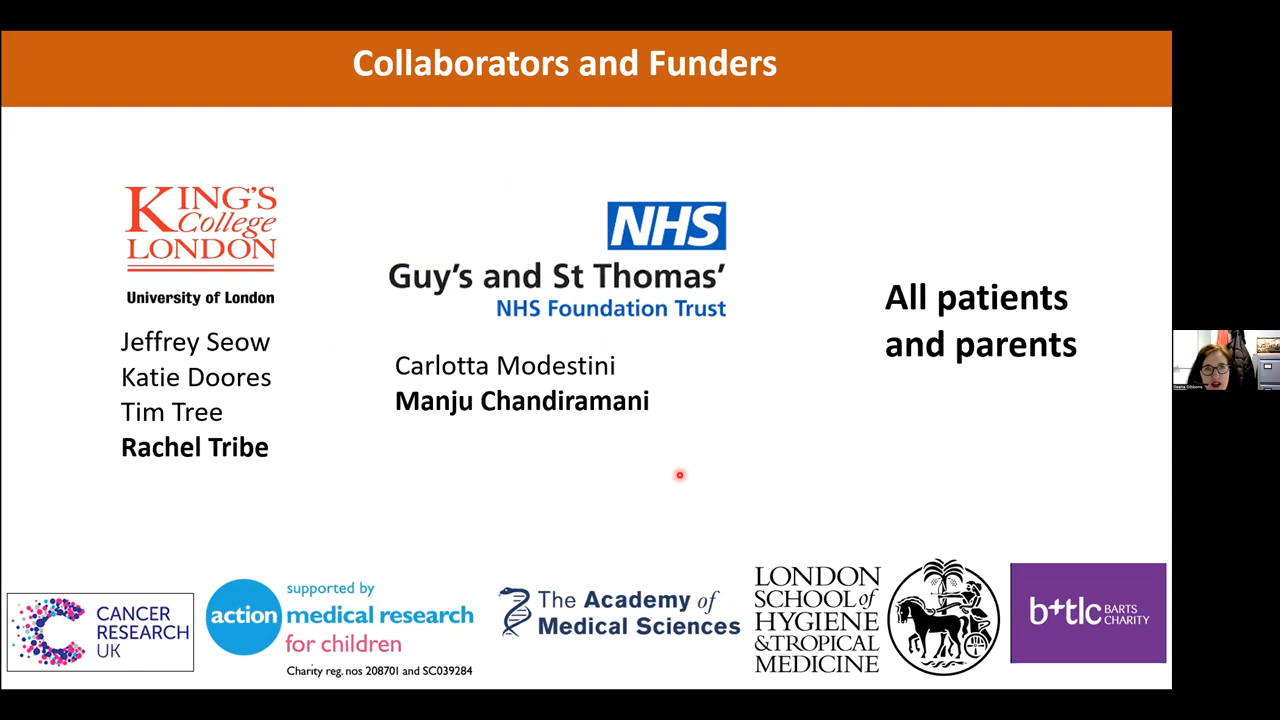 Collaborators and Funders
KING'S
College
LONDON
University of London
Jeffrey Seow
Katie Doores
Tim Tree
Rachel Tribe
NHS
Guy's and St Thomas'
NHS Foundation Trust
Carlotta Modestini
Manju Chandiramani
All patients
and parents
CANCER
RESEARCH
UK
supported by
action medical research
for children
Charity reg. nos 208701 and SC039284
The Academy of
Medical Sciences
LONDON
SCHOOL of
HYGIENE
& TROPICAL
MEDICINE
b+tlc BARTS
CHARITY
Deena Gibbons